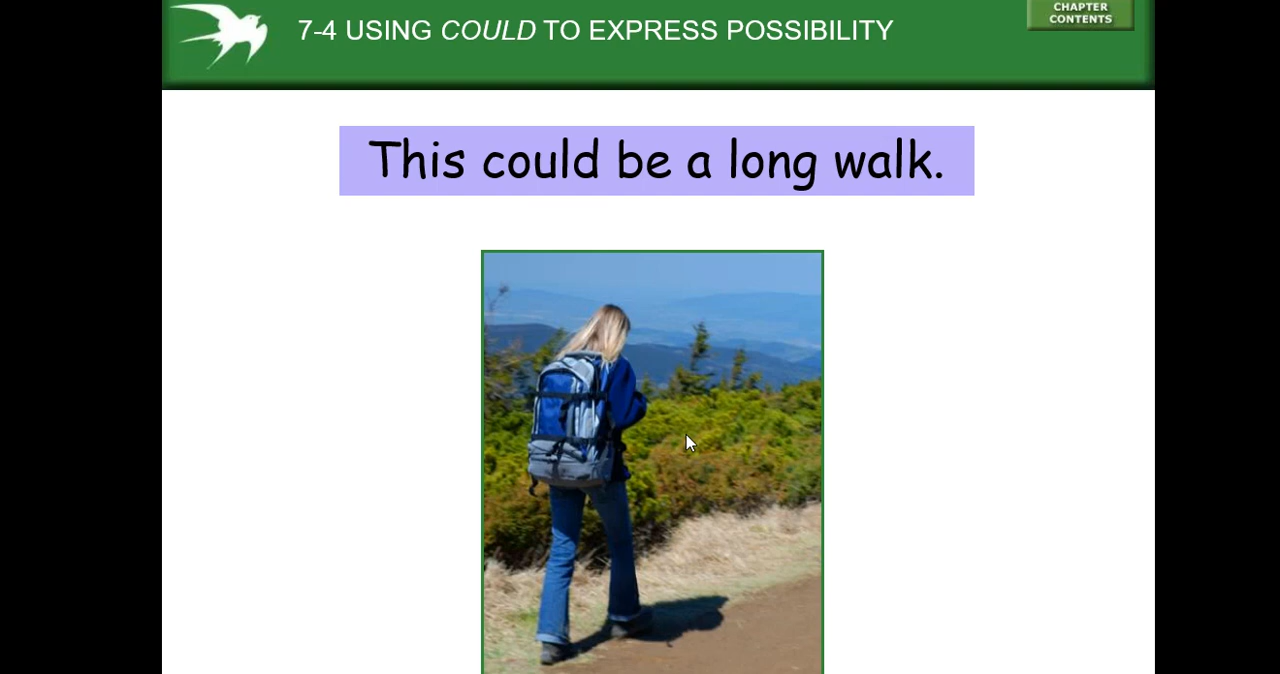 CHAPTER
CONTENTS
7-4 USING COULD TO EXPRESS POSSIBILITY
This could be a long walk.